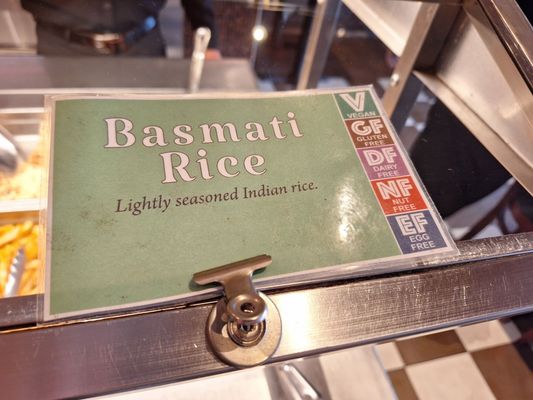 Basmati
Rice
Lightly seasoned Indian rice.
V
VEGAN
GF
GLUTEN
FREE
DF
DAIRY
FREE
NF
NUT
FREE
EF
EGG
FREE